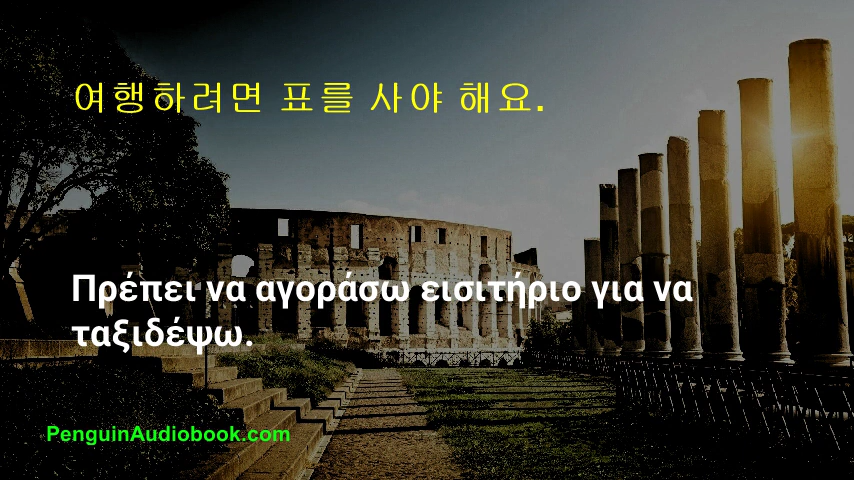 여행하려면 표를 사야 해요.
Πρέπει να αγοράσω εισιτήριο για να
ταξιδέψω.
PenguinAudiobook.com